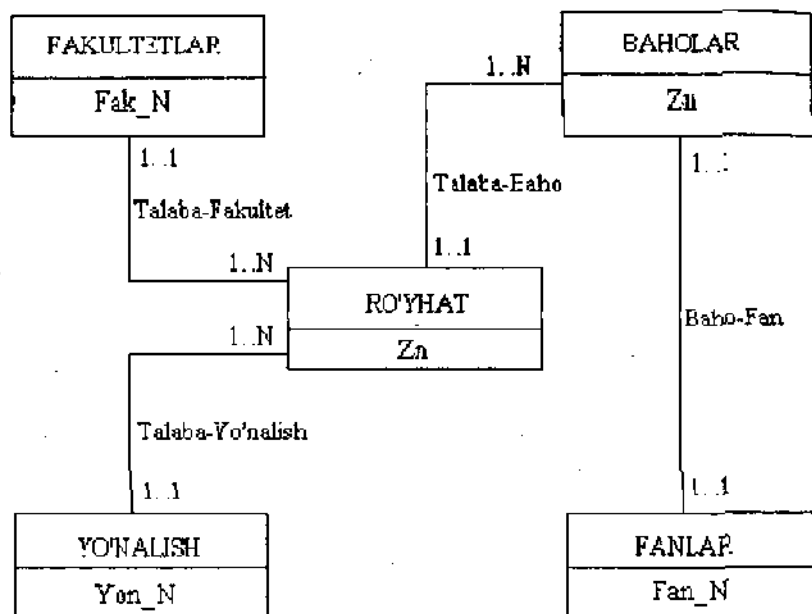 FAKULTETLAR
Fak_N
BAHOLAR
Zn
1..N
1..1
Talaba-Fakultet
1..N
Talaba-Baho
1..1
RO'YHAT
Zn
1..N
Baho-Fan
Talaba-Yo'nalish
1..1
YO'NALISH
Yon_N
1..1
FANLAR
Fan_N